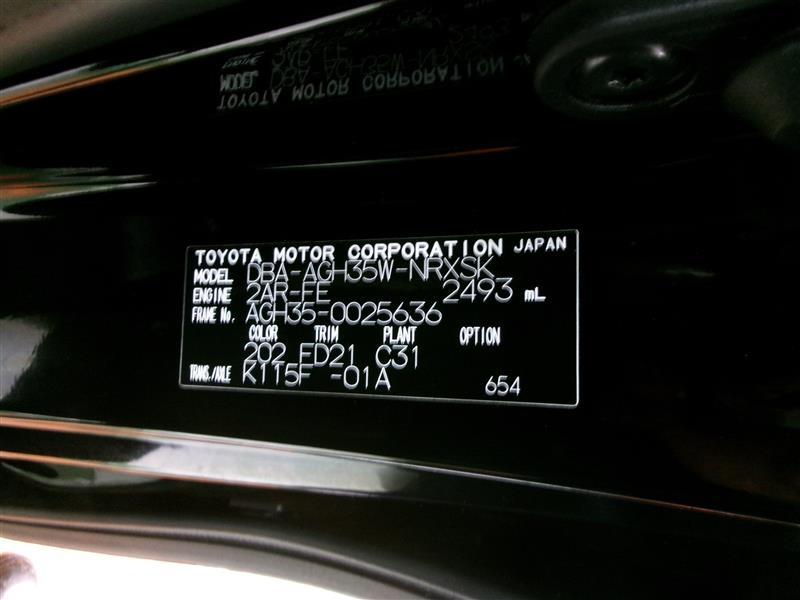 TOYOTA MOTOR CORPORATION JAPAN
MODEL DBA-AGH35W-NRXSK
ENGINE 2AR-FE 2493 mL
FRAME No. AGH35-0025636
COLOR TRIM PLANT OPTION
202 FD21 C31
TRANS./AXLE K115F -01A
654